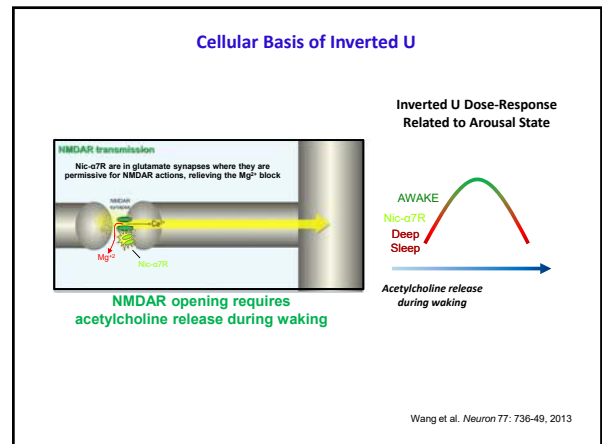 Cellular Basis of Inverted U
NMDAR transmission
Nic-α7R are in glutamate synapses where they are
permissive for NMDAR actions, relieving the Mg²⁺ block
NMDAR
synapse
Ca²⁺
Mg⁺²
Nic-α7R
NMDAR opening requires
acetylcholine release during waking
Inverted U Dose-Response
Related to Arousal State
AWAKE
Nic-α7R
Deep
Sleep
Acetylcholine release
during waking
Wang et al. Neuron 77: 736-49, 2013